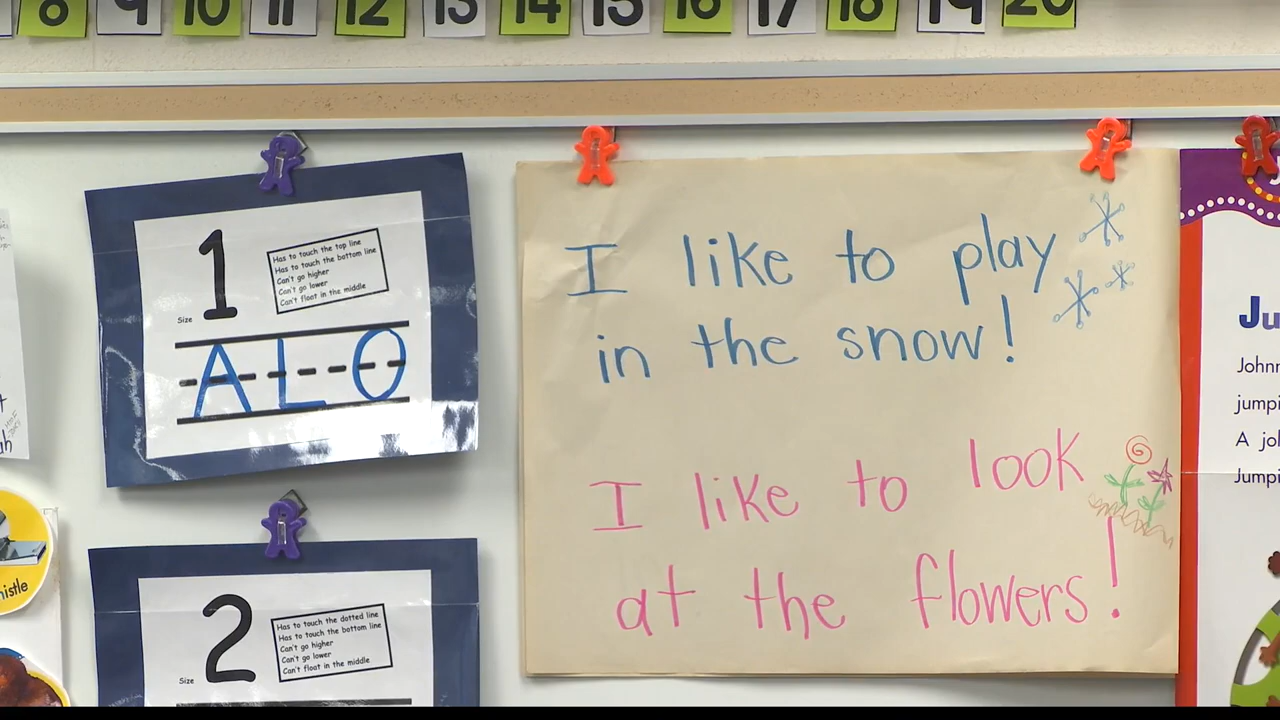 8 9 10 11 12 13 14 15 16 17 18 19 20
1
Size
Has to touch the top line
Has to touch the bottom line
Can't go higher
Can't go lower
Can't float in the middle
A L O
2
Size
Has to touch the dotted line
Has to touch the bottom line
Can't go higher
Can't go lower
Can't float in the middle
I like to play
in the snow!
I like to look
at the flowers!
Ju
John
jumpi
A jo
Jumpi